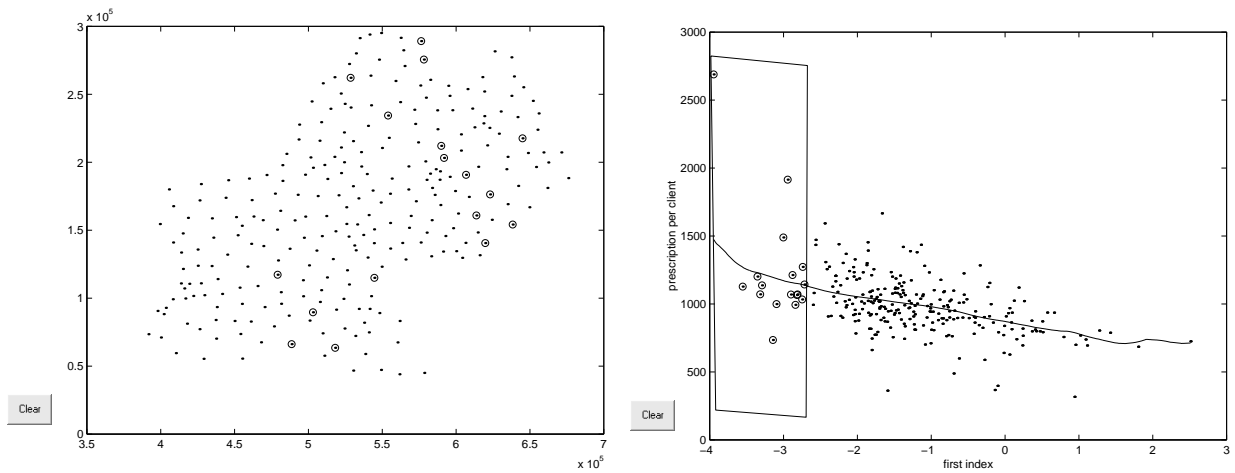 x 10^5
3
2.5
2
1.5
1
0.5
0
3.5 4 4.5 5 5.5 6 6.5 7
x 10^5
Clear
3000
2500
2000
1500
1000
500
0
prescription per client
−4 −3 −2 −1 0 1 2 3
first index
Clear